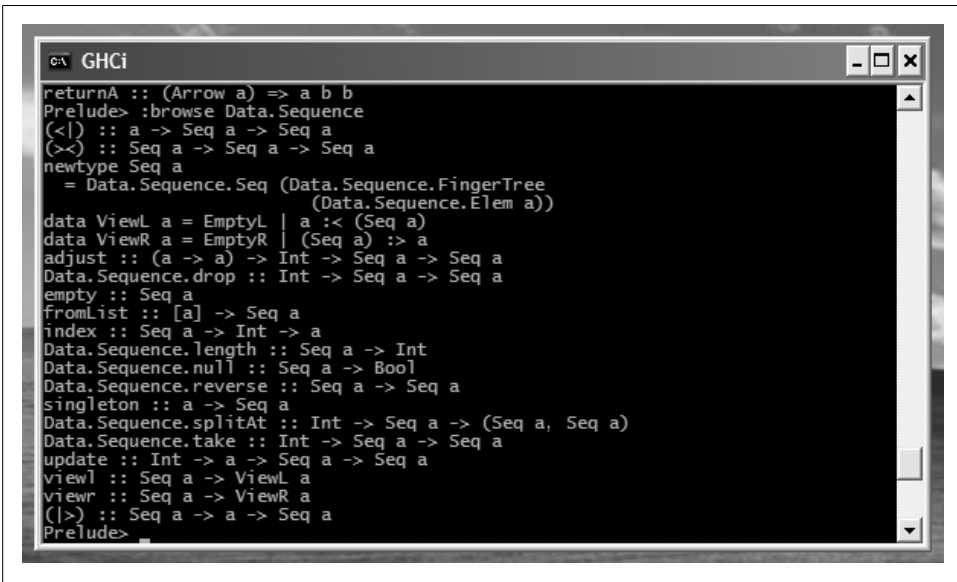 GHCi
returnA :: (Arrow a) => a b b
Prelude> :browse Data.Sequence
(<|) :: a -> Seq a -> Seq a
(><) :: Seq a -> Seq a -> Seq a
newtype Seq a
  = Data.Sequence.Seq (Data.Sequence.FingerTree
                         (Data.Sequence.Elem a))
data ViewL a = EmptyL | a :< (Seq a)
data ViewR a = EmptyR | (Seq a) :> a
adjust :: (a -> a) -> Int -> Seq a -> Seq a
Data.Sequence.drop :: Int -> Seq a -> Seq a
empty :: Seq a
fromList :: [a] -> Seq a
index :: Seq a -> Int -> a
Data.Sequence.length :: Seq a -> Int
Data.Sequence.null :: Seq a -> Bool
Data.Sequence.reverse :: Seq a -> Seq a
singleton :: a -> Seq a
Data.Sequence.splitAt :: Int -> Seq a -> (Seq a, Seq a)
Data.Sequence.take :: Int -> Seq a -> Seq a
update :: Int -> a -> Seq a -> Seq a
viewl :: Seq a -> ViewL a
viewr :: Seq a -> ViewR a
(|>) :: Seq a -> a -> Seq a
Prelude> _